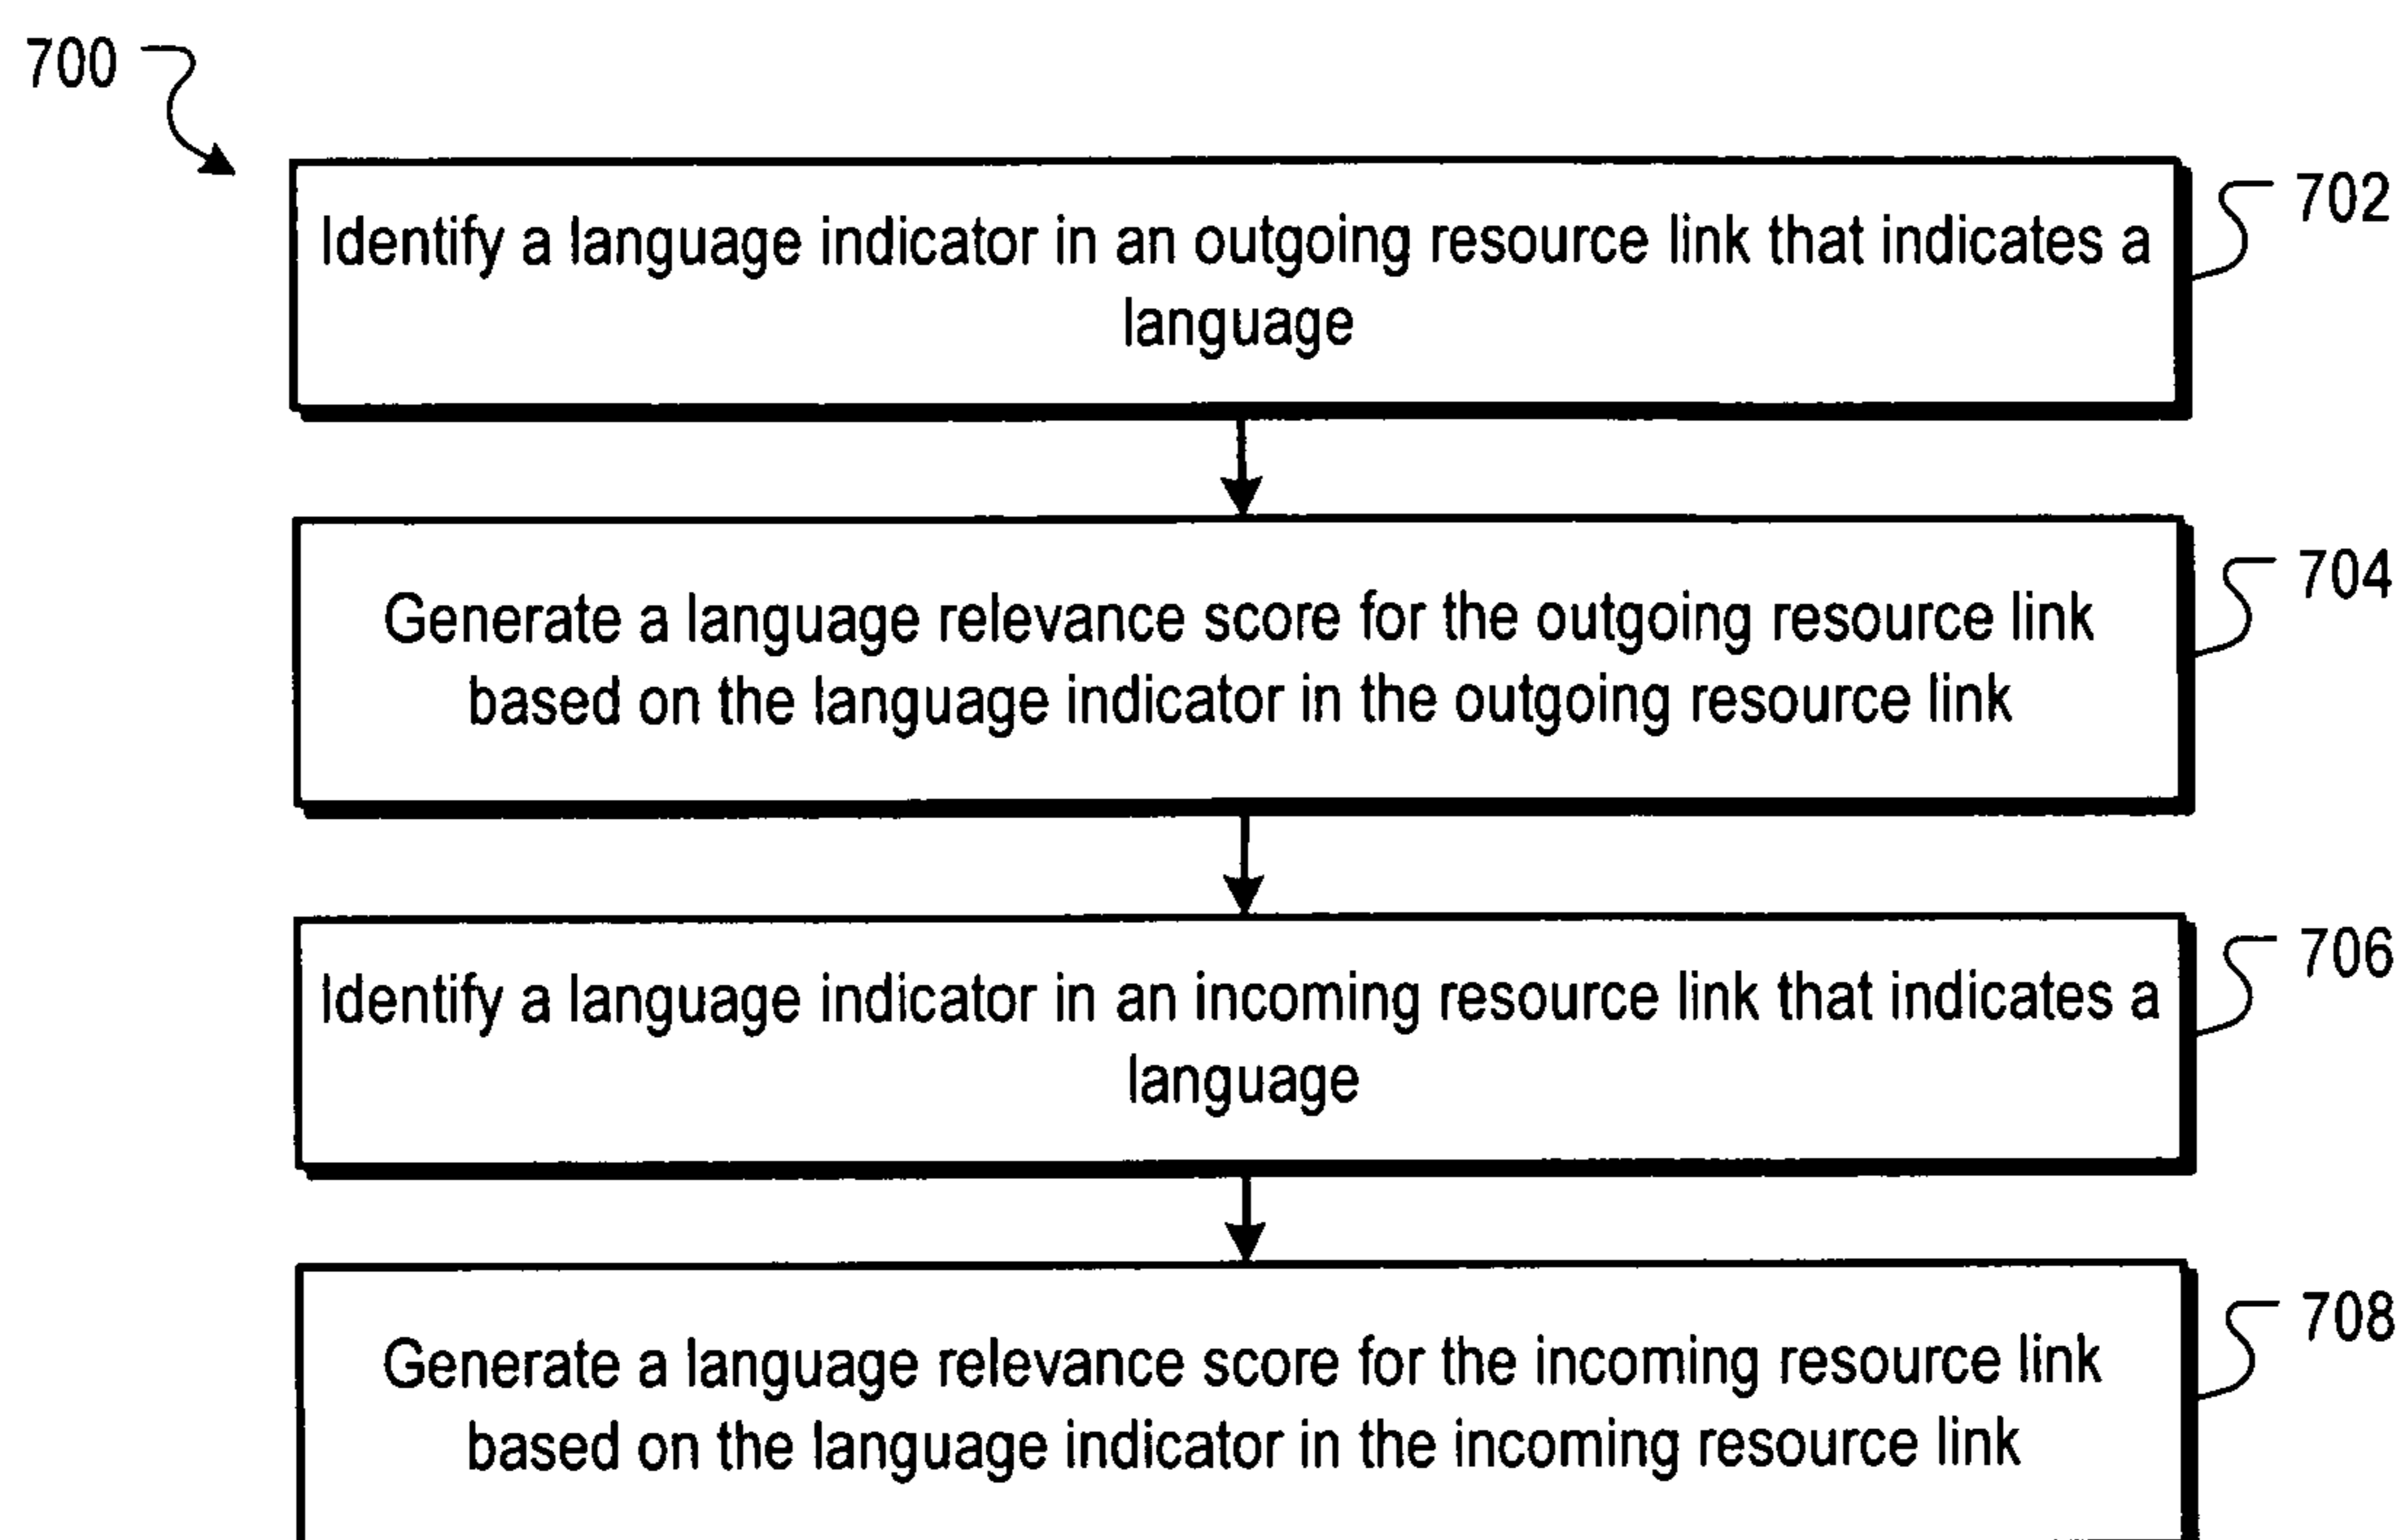 700
702
Identify a language indicator in an outgoing resource link that indicates a
language
704
Generate a language relevance score for the outgoing resource link
based on the language indicator in the outgoing resource link
706
Identify a language indicator in an incoming resource link that indicates a
language
708
Generate a language relevance score for the incoming resource link
based on the language indicator in the incoming resource link